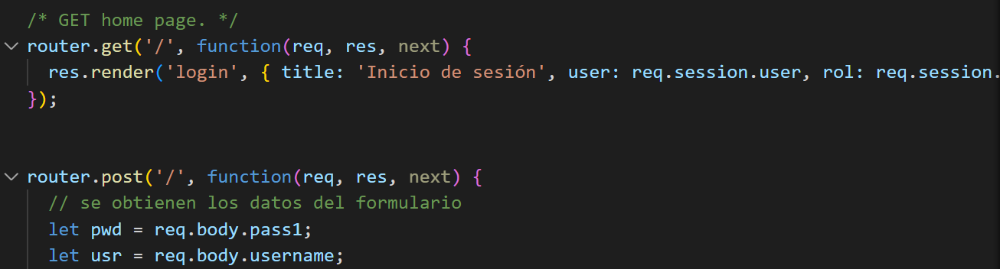 /* GET home page. */
router.get('/', function(req, res, next) {
res.render('login', { title: 'Inicio de sesión', user: req.session.user, rol: req.session.
});
router.post('/', function(req, res, next) {
// se obtienen los datos del formulario
let pwd = req.body.pass1;
let usr = req.body.username;